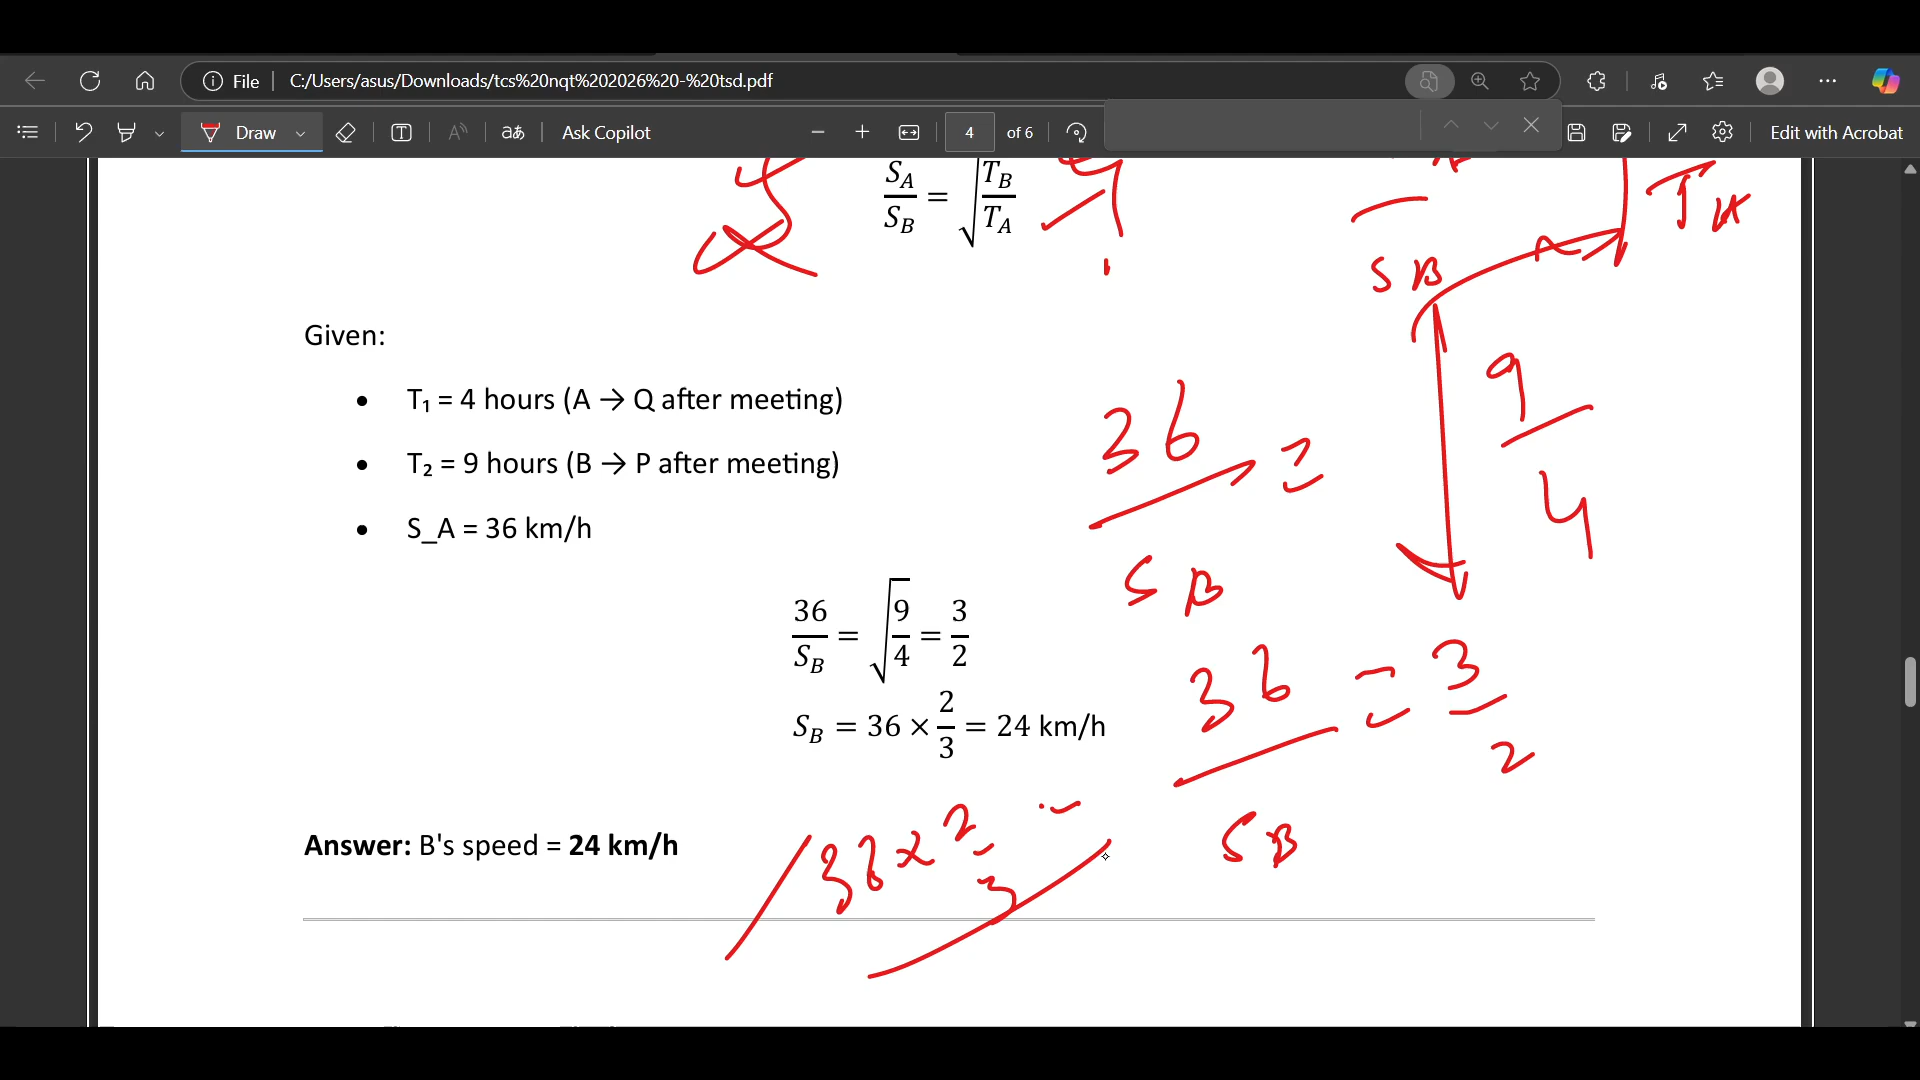 File C:/Users/asus/Downloads/tcs%20nqt%202026%20-%20tsd.pdf
Draw Ask Copilot 4 of 6 Edit with Acrobat
S_A/S_B = √(T_B/T_A)
S B
Given:
• T₁ = 4 hours (A → Q after meeting)
• T₂ = 9 hours (B → P after meeting)
• S_A = 36 km/h
36/SB =
9/4
36/S_B = √(9/4) = 3/2
S_B = 36 × 2/3 = 24 km/h
36/SB = 3/2
Answer: B's speed = 24 km/h
36 × 2/3 =